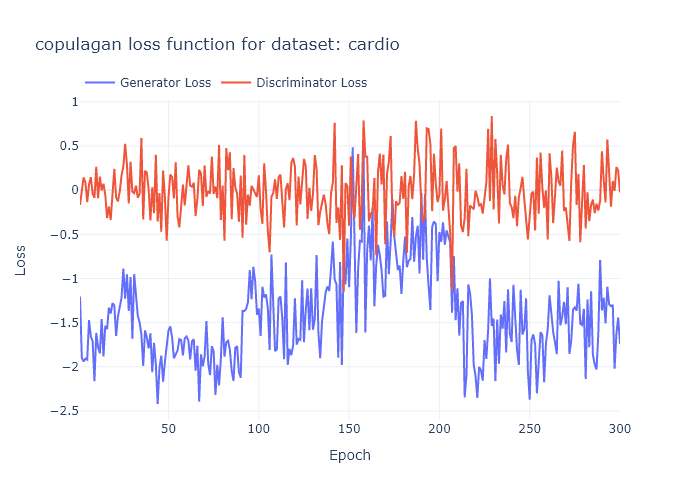 copulagan loss function for dataset: cardio
Generator Loss
Discriminator Loss
1
0.5
0
−0.5
−1
−1.5
−2
−2.5
Loss
50
100
150
200
250
300
Epoch